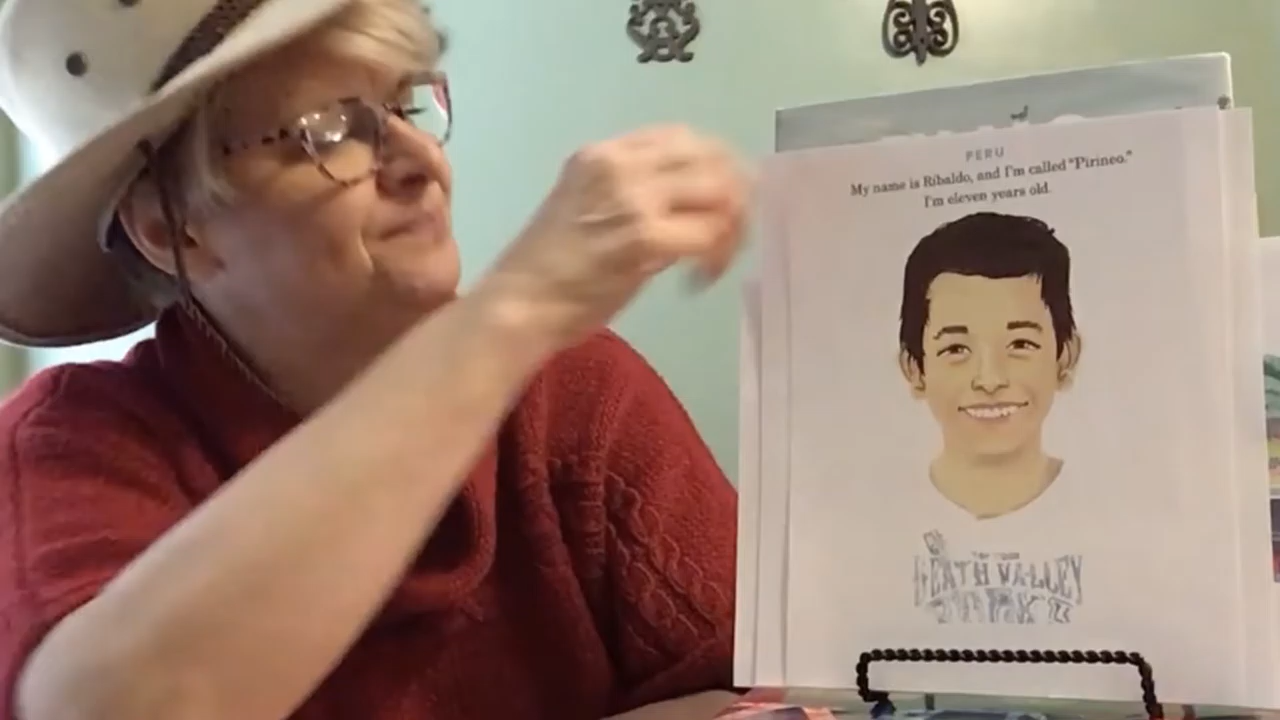 PERU
My name is Ribaldo, and I'm called "Pirineo."
I'm eleven years old.
DEATH VALLEY